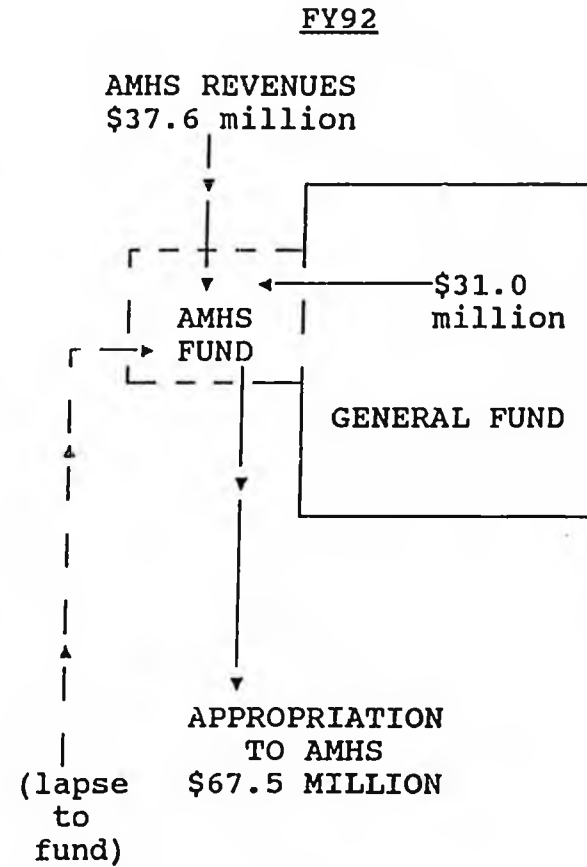 FY92
AMHS REVENUES
$37.6 million
$31.0
million
AMHS
FUND
GENERAL FUND
APPROPRIATION
TO AMHS
$67.5 MILLION
(lapse
to
fund)